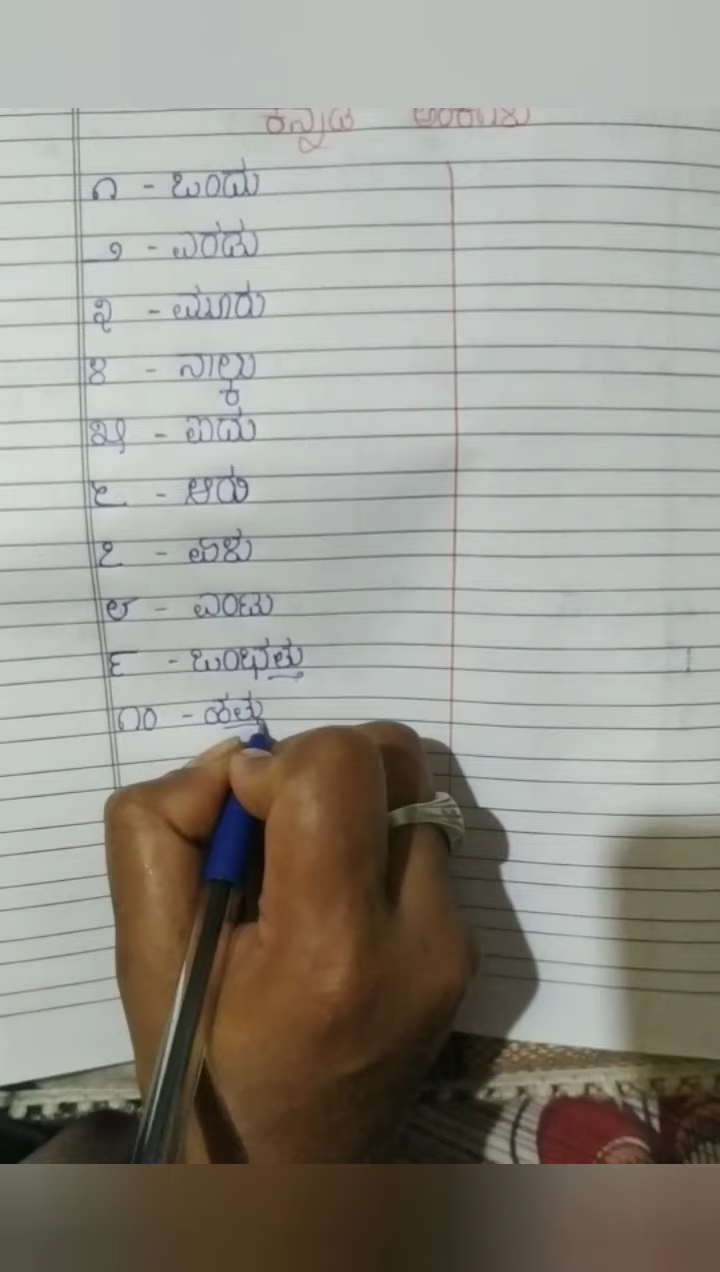 ಕನ್ನಡ ಅಂಕಿಗಳು
೧ - ಒಂದು
೨ - ಎರಡು
೩ - ಮೂರು
೪ - ನಾಲ್ಕು
೫ - ಐದು
೬ - ಆರು
೭ - ಏಳು
೮ - ಎಂಟು
೯ - ಒಂಭತ್ತು
೧೦ - ಹತ್ತು